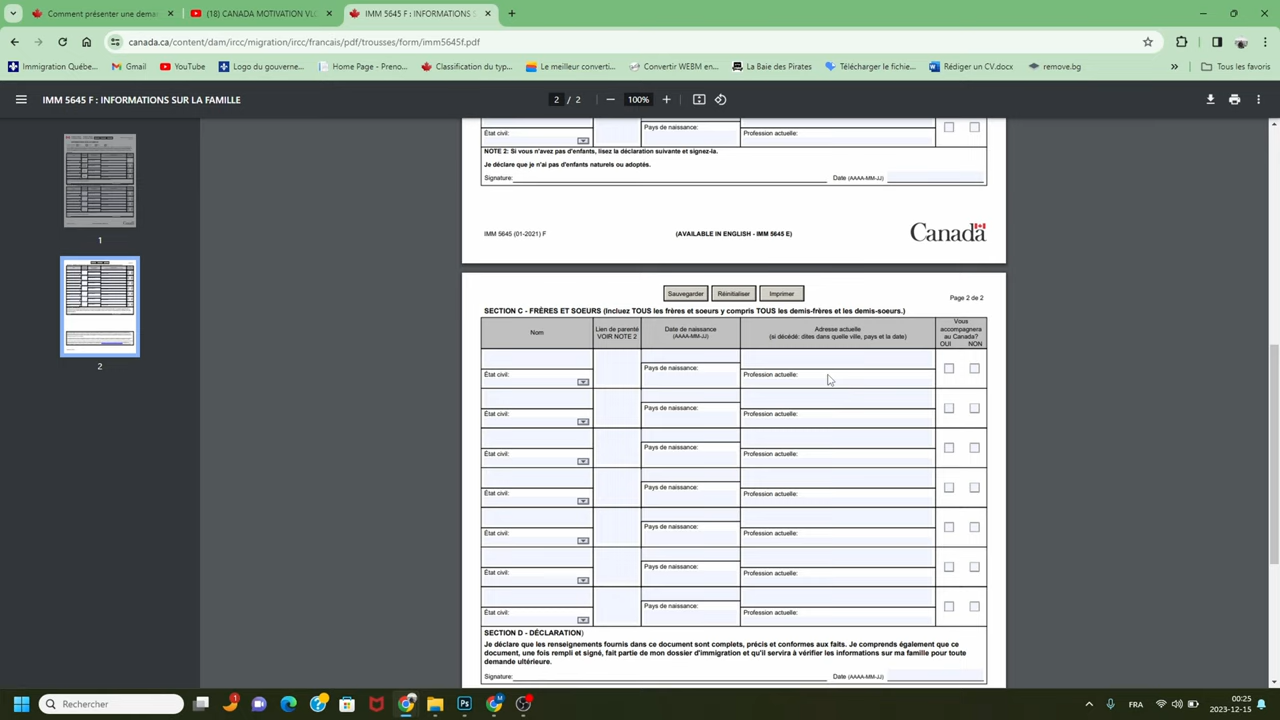 Comment présenter une dema
(18) CANADA MOTIVATION VLO
IMM 5645 F : INFORMATIONS S
canada.ca/content/dam/ircc/migration/ircc/francais/pdf/trousses/form/imm5645f.pdf
Immigration Québec...
Gmail
YouTube
Logo du gouverne...
Home Page - Preno...
Classification du typ...
Le meilleur converti...
Convertir WEBM en...
La Baie des Pirates
Télécharger le fichie...
Rédiger un CV.docx
remove.bg
Tous les favoris
IMM 5645 F : INFORMATIONS SUR LA FAMILLE
2 / 2
100%
1
2
État civil:
Pays de naissance:
Profession actuelle:
NOTE 2: Si vous n'avez pas d'enfants, lisez la déclaration suivante et signez-la.
Je déclare que je n'ai pas d'enfants naturels ou adoptés.
Signature:
Date (AAAA-MM-JJ)
IMM 5645 (01-2021) F
(AVAILABLE IN ENGLISH - IMM 5645 E)
Canada
Sauvegarder
Réinitialiser
Imprimer
Page 2 de 2
SECTION C - FRÈRES ET SOEURS (Incluez TOUS les frères et soeurs y compris TOUS les demis-frères et les demis-soeurs.)
Nom
Lien de parenté
VOIR NOTE 2
Date de naissance
(AAAA-MM-JJ)
Adresse actuelle
(si décédé: dites dans quelle ville, pays et la date)
Vous
accompagnera
au Canada?
OUI NON
État civil:
Pays de naissance:
Profession actuelle:
État civil:
Pays de naissance:
Profession actuelle:
État civil:
Pays de naissance:
Profession actuelle:
État civil:
Pays de naissance:
Profession actuelle:
État civil:
Pays de naissance:
Profession actuelle:
État civil:
Pays de naissance:
Profession actuelle:
État civil:
Pays de naissance:
Profession actuelle:
SECTION D - DÉCLARATION)
Je déclare que les renseignements fournis dans ce document sont complets, précis et conformes aux faits. Je comprends également que ce
document, une fois rempli et signé, fait partie de mon dossier d'immigration et qu'il servira à vérifier les informations sur ma famille pour toute
demande ultérieure.
Signature:
Date (AAAA-MM-JJ)
Rechercher
FRA
00:25
2023-12-15